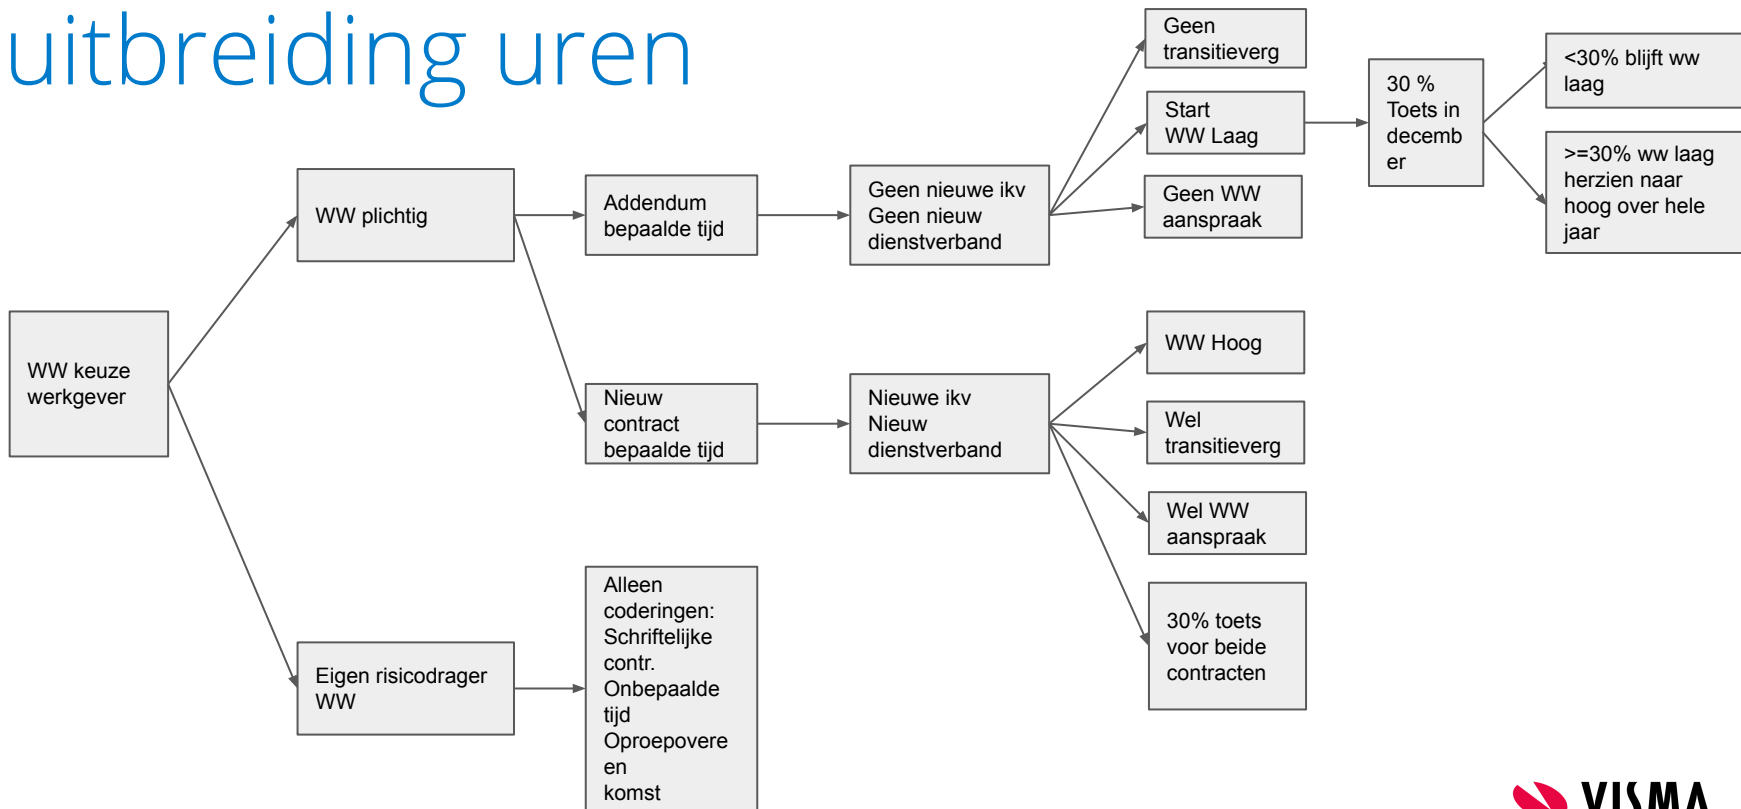 uitbreiding uren
WW keuze
werkgever
WW plichtig
Eigen risicodrager
WW
Addendum
bepaalde tijd
Nieuw
contract
bepaalde tijd
Alleen
coderingen:
Schriftelijke
contr.
Onbepaalde
tijd
Oproepovere
en
komst
Geen nieuwe ikv
Geen nieuw
dienstverband
Nieuwe ikv
Nieuw
dienstverband
Geen
transitieverg
Start
WW Laag
Geen WW
aanspraak
WW Hoog
Wel
transitieverg
Wel WW
aanspraak
30% toets
voor beide
contracten
30 %
Toets in
decemb
er
<30% blijft ww
laag
>=30% ww laag
herzien naar
hoog over hele
jaar
VISMA